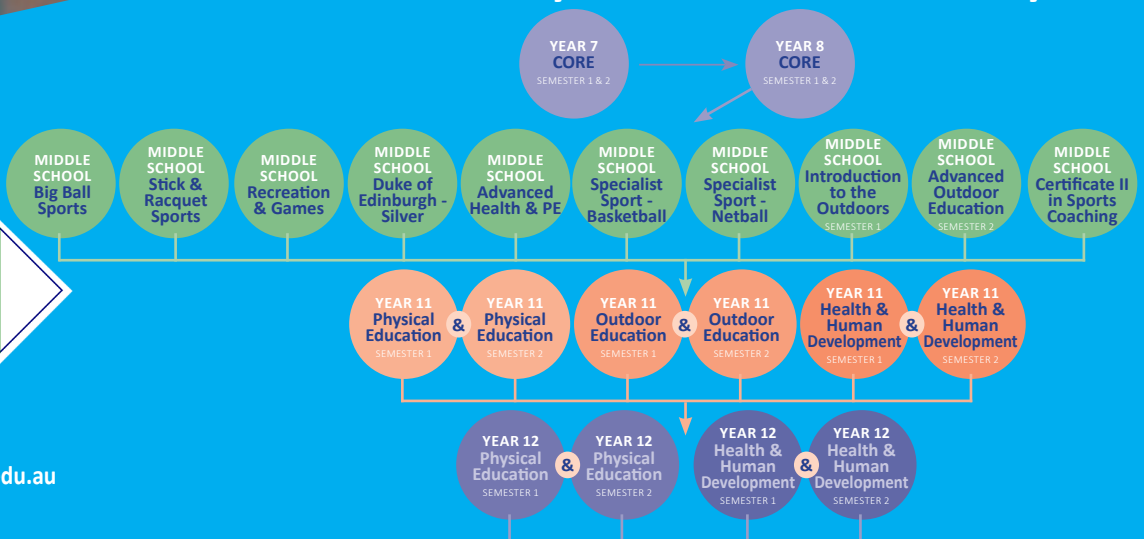 YEAR 7
CORE
SEMESTER 1 & 2
YEAR 8
CORE
SEMESTER 1 & 2
MIDDLE
SCHOOL
Big Ball
Sports
MIDDLE
SCHOOL
Stick &
Racquet
Sports
MIDDLE
SCHOOL
Recreation
& Games
MIDDLE
SCHOOL
Duke of
Edinburgh -
Silver
MIDDLE
SCHOOL
Advanced
Health & PE
MIDDLE
SCHOOL
Specialist
Sport -
Basketball
MIDDLE
SCHOOL
Specialist
Sport -
Netball
MIDDLE
SCHOOL
Introduction
to the
Outdoors
SEMESTER 1
MIDDLE
SCHOOL
Advanced
Outdoor
Education
SEMESTER 2
MIDDLE
SCHOOL
Certificate II
in Sports
Coaching
YEAR 11
Physical
Education
SEMESTER 1
&
YEAR 11
Physical
Education
SEMESTER 2
YEAR 11
Outdoor
Education
SEMESTER 1
&
YEAR 11
Outdoor
Education
SEMESTER 2
YEAR 11
Health &
Human
Development
SEMESTER 1
&
YEAR 11
Health &
Human
Development
SEMESTER 2
YEAR 12
Physical
Education
SEMESTER 1
&
YEAR 12
Physical
Education
SEMESTER 2
YEAR 12
Health &
Human
Development
SEMESTER 1
&
YEAR 12
Health &
Human
Development
SEMESTER 2
du.au